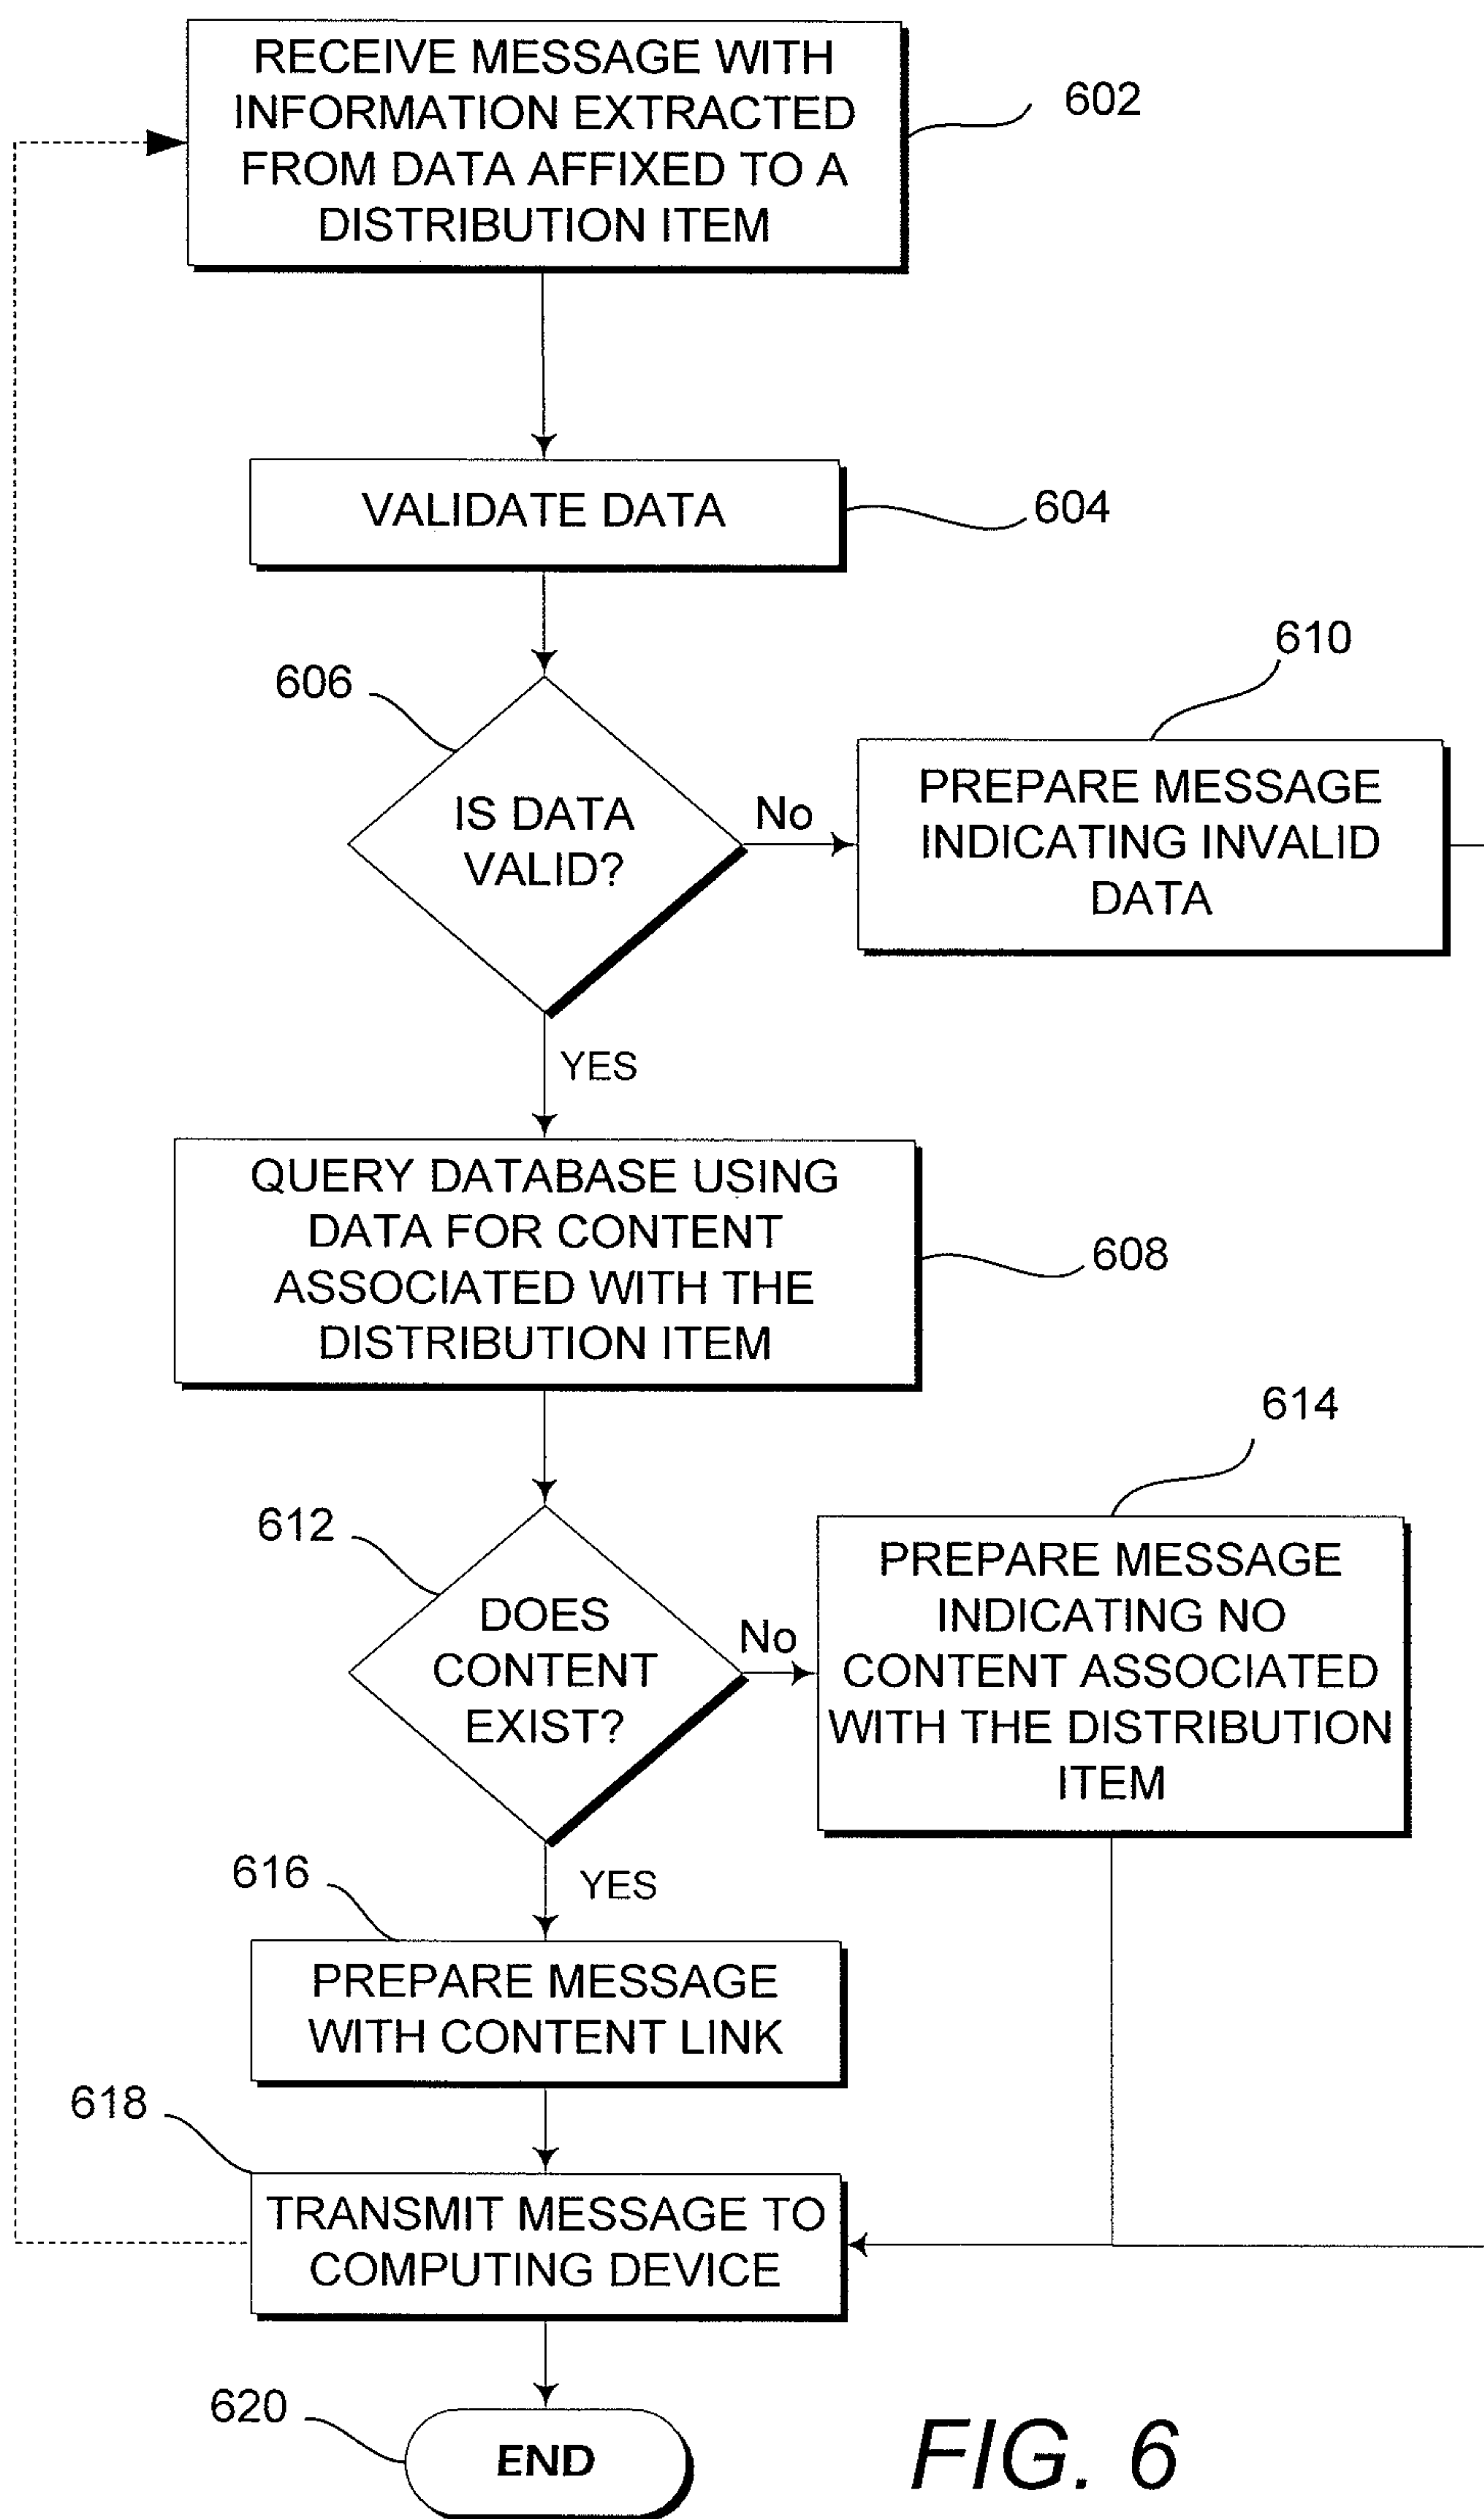 RECEIVE MESSAGE WITH
INFORMATION EXTRACTED
FROM DATA AFFIXED TO A
DISTRIBUTION ITEM
602
VALIDATE DATA
604
606
IS DATA
VALID?
No
610
PREPARE MESSAGE
INDICATING INVALID
DATA
YES
QUERY DATABASE USING
DATA FOR CONTENT
ASSOCIATED WITH THE
DISTRIBUTION ITEM
608
612
DOES
CONTENT
EXIST?
No
614
PREPARE MESSAGE
INDICATING NO
CONTENT ASSOCIATED
WITH THE DISTRIBUTION
ITEM
YES
616
PREPARE MESSAGE
WITH CONTENT LINK
618
TRANSMIT MESSAGE TO
COMPUTING DEVICE
620
END
FIG. 6